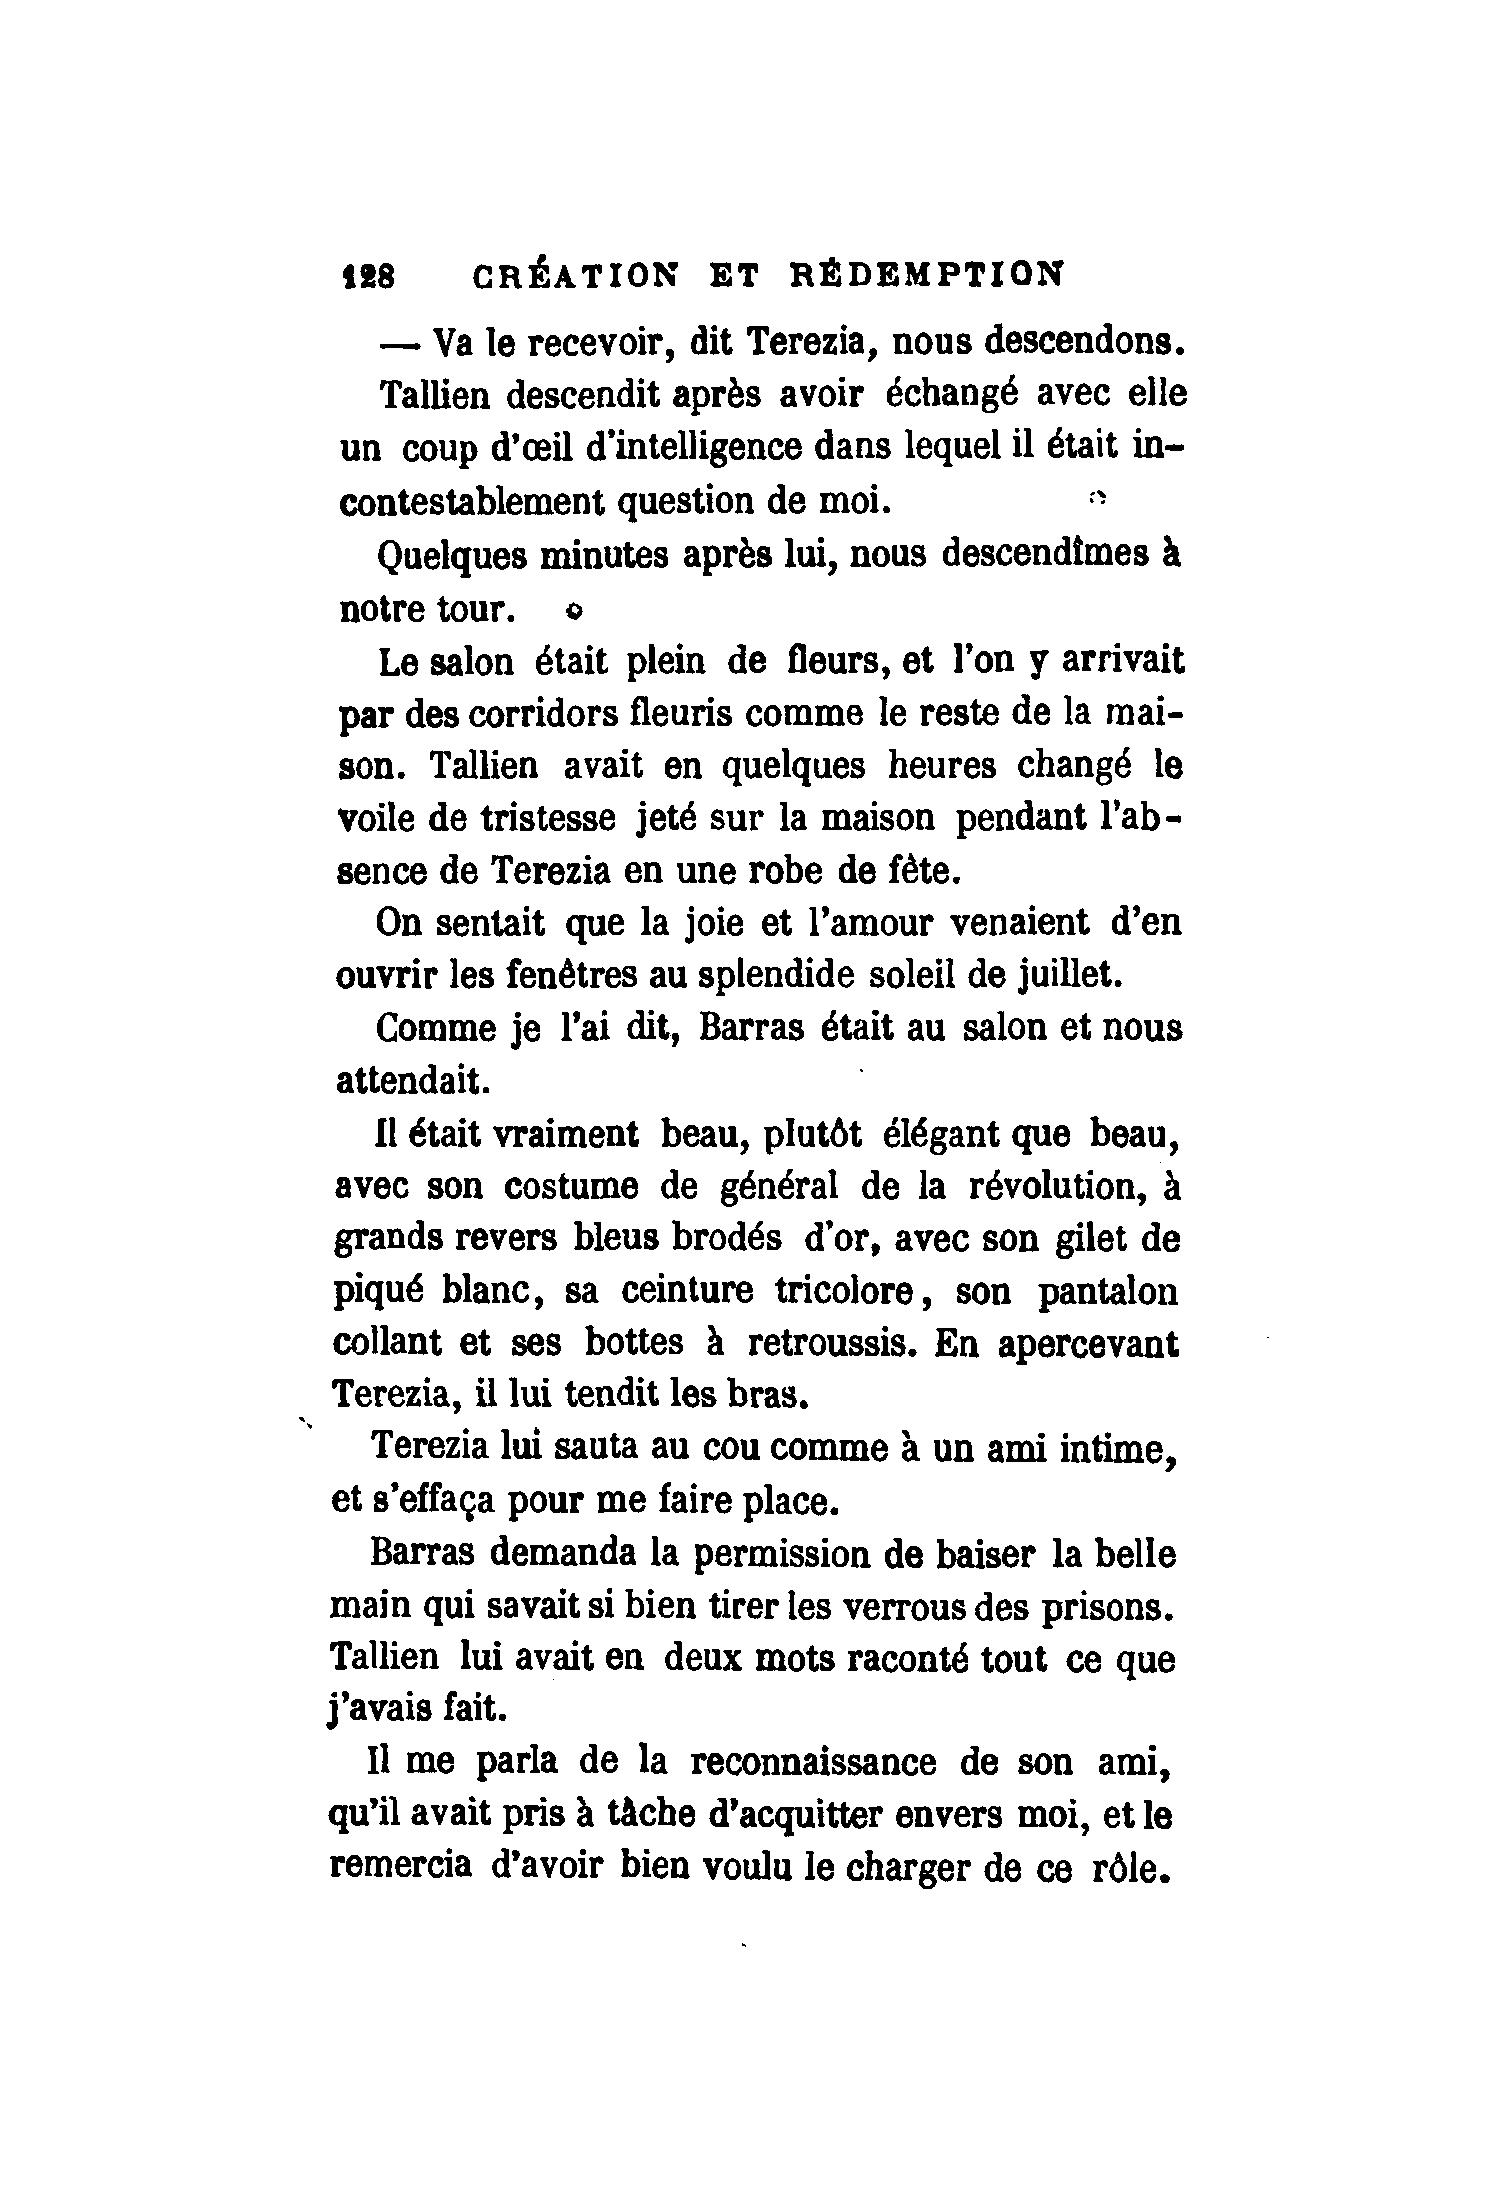 128 CRÉATION ET RÉDEMPTION
— Va le recevoir, dit Terezia, nous descendons.
Tallien descendit après avoir échangé avec elle
un coup d'œil d'intelligence dans lequel il était in-
contestablement question de moi.
Quelques minutes après lui, nous descendîmes à
notre tour.
Le salon était plein de fleurs, et l'on y arrivait
par des corridors fleuris comme le reste de la mai-
son. Tallien avait en quelques heures changé le
voile de tristesse jeté sur la maison pendant l'ab-
sence de Terezia en une robe de fête.
On sentait que la joie et l'amour venaient d'en
ouvrir les fenêtres au splendide soleil de juillet.
Comme je l'ai dit, Barras était au salon et nous
attendait.
Il était vraiment beau, plutôt élégant que beau,
avec son costume de général de la révolution, à
grands revers bleus brodés d'or, avec son gilet de
piqué blanc, sa ceinture tricolore, son pantalon
collant et ses bottes à retroussis. En apercevant
Terezia, il lui tendit les bras.
Terezia lui sauta au cou comme à un ami intime,
et s'effaça pour me faire place.
Barras demanda la permission de baiser la belle
main qui savait si bien tirer les verrous des prisons.
Tallien lui avait en deux mots raconté tout ce que
j'avais fait.
Il me parla de la reconnaissance de son ami,
qu'il avait pris à tâche d'acquitter envers moi, et le
remercia d'avoir bien voulu le charger de ce rôle.